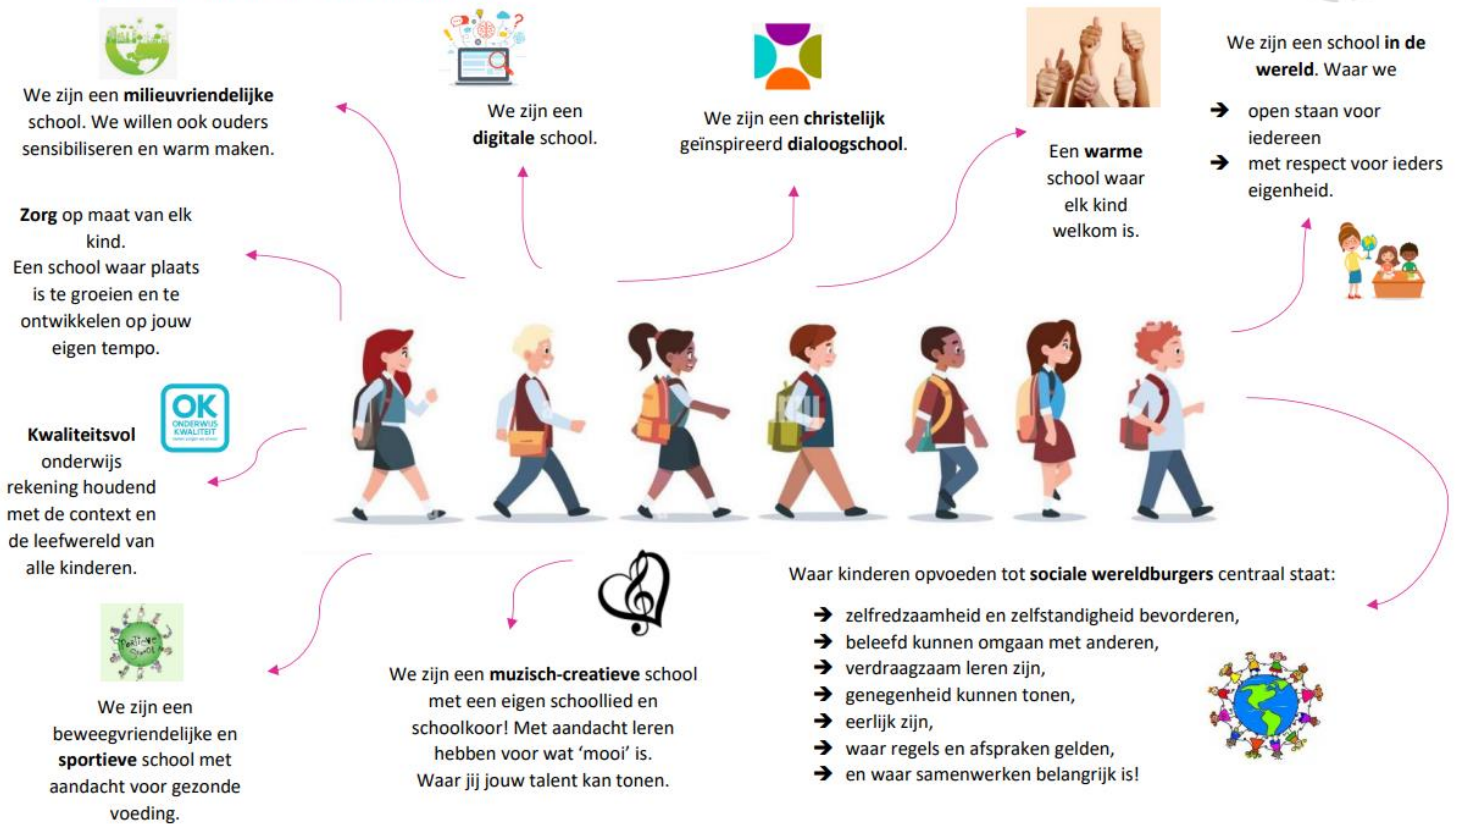 We zijn een milieuvriendelijke
school. We willen ook ouders
sensibiliseren en warm maken.
We zijn een
digitale school.
We zijn een christelijk
geïnspireerd dialoogschool.
Een warme
school waar
elk kind
welkom is.
We zijn een school in de
wereld. Waar we
➔ open staan voor
iedereen
➔ met respect voor ieders
eigenheid.
Zorg op maat van elk
kind.
Een school waar plaats
is te groeien en te
ontwikkelen op jouw
eigen tempo.
OK
ONDERWIJS
KWALITEIT
Kwaliteitsvol
onderwijs
rekening houdend
met de context en
de leefwereld van
alle kinderen.
SPORTIEVE
SCHOOL
We zijn een
beweegvriendelijke en
sportieve school met
aandacht voor gezonde
voeding.
We zijn een muzisch-creatieve school
met een eigen schoollied en
schoolkoor! Met aandacht leren
hebben voor wat ‘mooi’ is.
Waar jij jouw talent kan tonen.
Waar kinderen opvoeden tot sociale wereldburgers centraal staat:
➔ zelfredzaamheid en zelfstandigheid bevorderen,
➔ beleefd kunnen omgaan met anderen,
➔ verdraagzaam leren zijn,
➔ genegenheid kunnen tonen,
➔ eerlijk zijn,
➔ waar regels en afspraken gelden,
➔ en waar samenwerken belangrijk is!